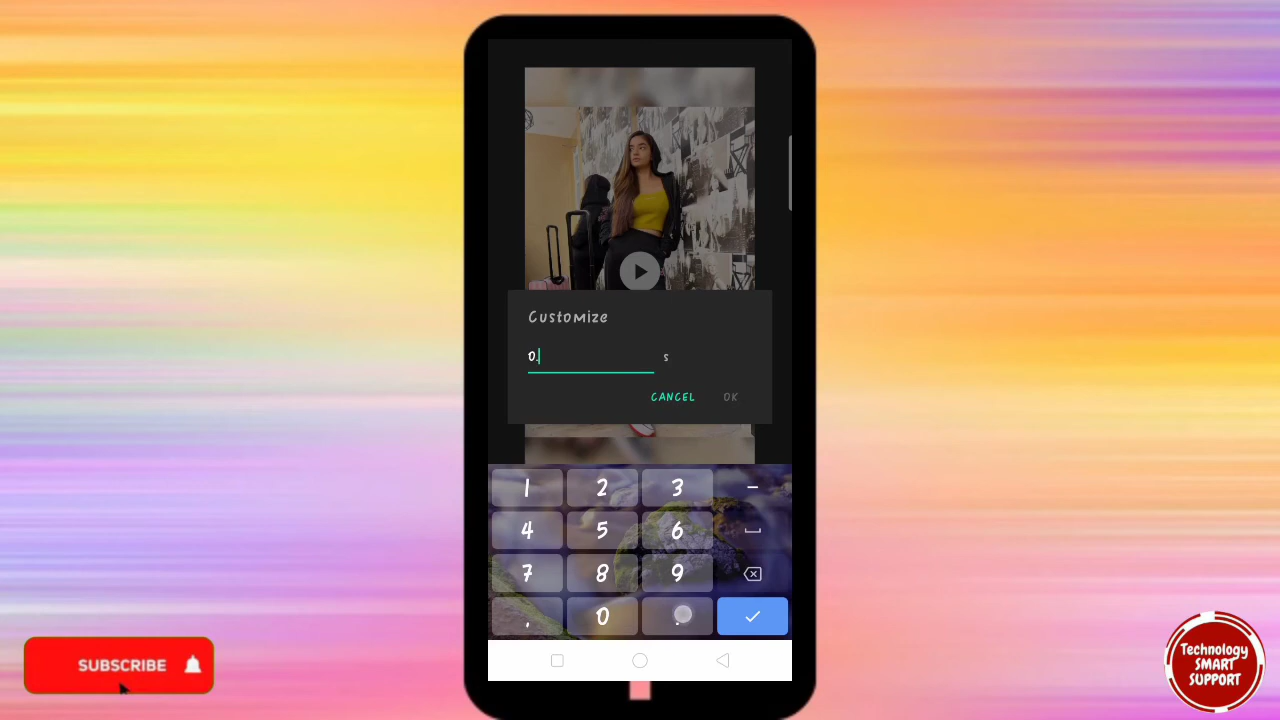 Customize
0.
s
CANCEL
OK
1 2 3 -
4 5 6
7 8 9
, 0 .
SUBSCRIBE
Technology
SMART
SUPPORT